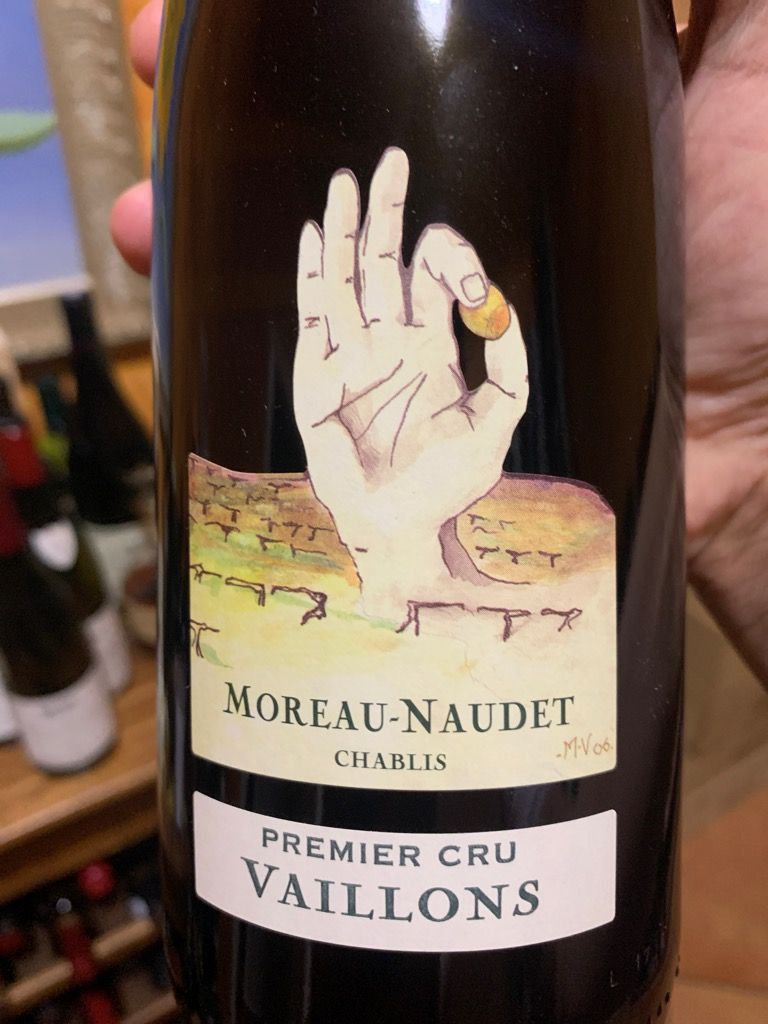 MOREAU-NAUDET
CHABLIS
-M-V 06-
PREMIER CRU
VAILLONS